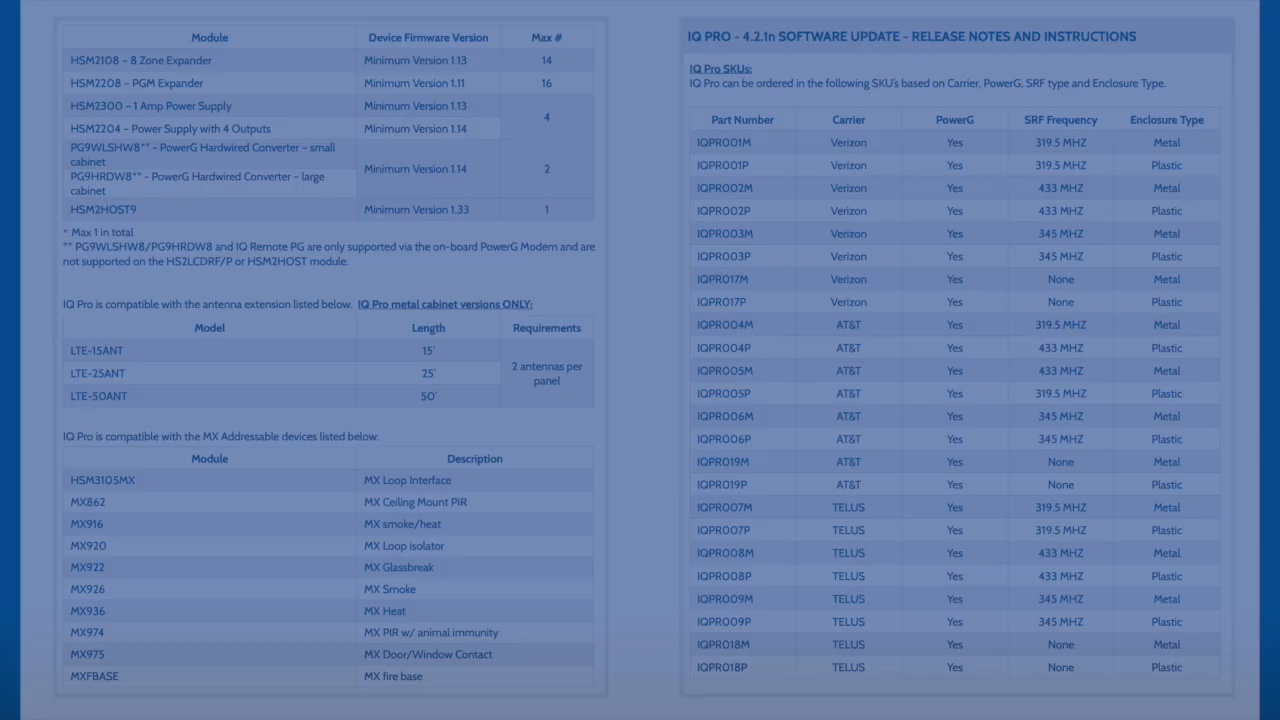 Module Device Firmware Version Max #
HSM2108 – 8 Zone Expander Minimum Version 1.13 14
HSM2208 – PGM Expander Minimum Version 1.11 16
HSM2300 – 1 Amp Power Supply Minimum Version 1.13
4
HSM2204 – Power Supply with 4 Outputs Minimum Version 1.14
PG9WLSHW8** - PowerG Hardwired Converter – small
cabinet
Minimum Version 1.14 2
PG9HRDW8** - PowerG Hardwired Converter – large
cabinet
HSM2HOST9 Minimum Version 1.33 1
* Max 1 in total
** PG9WLSHW8/PG9HRDW8 and IQ Remote PG are only supported via the on-board PowerG Modem and are
not supported on the HS2LCDRF/P or HSM2HOST module.
IQ Pro is compatible with the antenna extension listed below. IQ Pro metal cabinet versions ONLY:
Model Length Requirements
LTE-15ANT 15'
2 antennas per
panel
LTE-25ANT 25'
LTE-50ANT 50'
IQ Pro is compatible with the MX Addressable devices listed below:
Module Description
HSM3105MX MX Loop Interface
MX862 MX Ceiling Mount PIR
MX916 MX smoke/heat
MX920 MX Loop isolator
MX922 MX Glassbreak
MX926 MX Smoke
MX936 MX Heat
MX974 MX PIR w/ animal immunity
MX975 MX Door/Window Contact
MXFBASE MX fire base
IQ PRO - 4.2.1n SOFTWARE UPDATE - RELEASE NOTES AND INSTRUCTIONS
IQ Pro SKUs:
IQ Pro can be ordered in the following SKU's based on Carrier, PowerG, SRF type and Enclosure Type.
Part Number Carrier PowerG SRF Frequency Enclosure Type
IQPRO01M Verizon Yes 319.5 MHZ Metal
IQPRO01P Verizon Yes 319.5 MHZ Plastic
IQPRO02M Verizon Yes 433 MHZ Metal
IQPRO02P Verizon Yes 433 MHZ Plastic
IQPRO03M Verizon Yes 345 MHZ Metal
IQPRO03P Verizon Yes 345 MHZ Plastic
IQPRO17M Verizon Yes None Metal
IQPRO17P Verizon Yes None Plastic
IQPRO04M AT&T Yes 319.5 MHZ Metal
IQPRO04P AT&T Yes 433 MHZ Plastic
IQPRO05M AT&T Yes 433 MHZ Metal
IQPRO05P AT&T Yes 319.5 MHZ Plastic
IQPRO06M AT&T Yes 345 MHZ Metal
IQPRO06P AT&T Yes 345 MHZ Plastic
IQPRO19M AT&T Yes None Metal
IQPRO19P AT&T Yes None Plastic
IQPRO07M TELUS Yes 319.5 MHZ Metal
IQPRO07P TELUS Yes 319.5 MHZ Plastic
IQPRO08M TELUS Yes 433 MHZ Metal
IQPRO08P TELUS Yes 433 MHZ Plastic
IQPRO09M TELUS Yes 345 MHZ Metal
IQPRO09P TELUS Yes 345 MHZ Plastic
IQPRO18M TELUS Yes None Metal
IQPRO18P TELUS Yes None Plastic